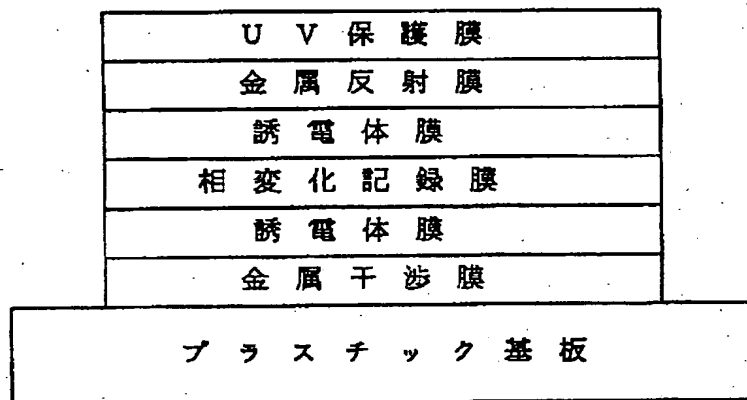 UV保護膜
金属反射膜
誘電体膜
相変化記録膜
誘電体膜
金属干渉膜
プラスチック基板